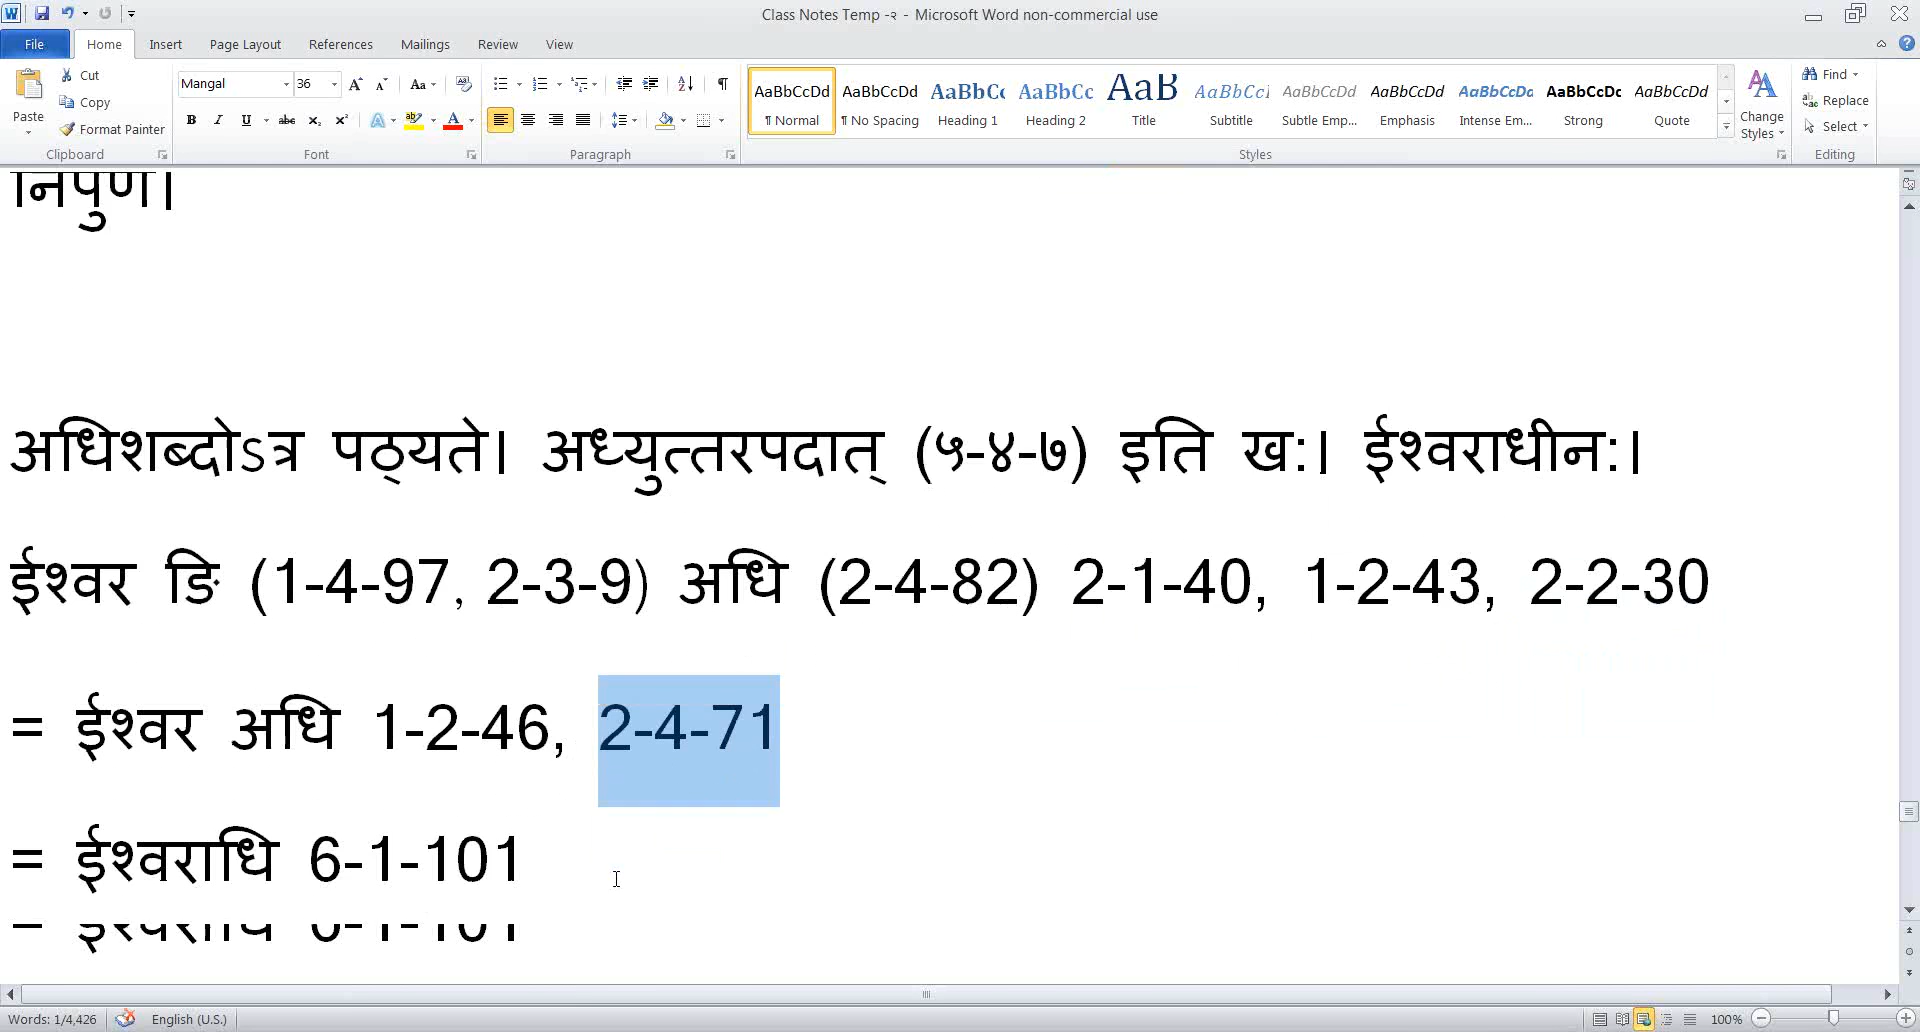 Class Notes Temp -२ - Microsoft Word non-commercial use
File Home Insert Page Layout References Mailings Review View
Paste Cut Copy Format Painter Clipboard
Mangal 36 Font
Paragraph
AaBbCcDd ¶ Normal
AaBbCcDd ¶ No Spacing
AaBbCc Heading 1
AaBbCc Heading 2
AaB Title
AaBbCcI Subtitle
AaBbCcDd Subtle Emp...
AaBbCcDd Emphasis
AaBbCcDd Intense Em...
AaBbCcDc Strong
AaBbCcDd Quote
Styles
Change Styles
Find Replace Select Editing
निपुण।
अधिशब्दोऽत्र पठ्यते। अध्युत्तरपदात् (५-४-७) इति खः। ईश्वराधीनः।
ईश्वर ङि (1-4-97, 2-3-9) अधि (2-4-82) 2-1-40, 1-2-43, 2-2-30
= ईश्वर अधि 1-2-46, 2-4-71
= ईश्वराधि 6-1-101
= ईश्वराधि 6-1-101
Words: 1/4,426 English (U.S.) 100%